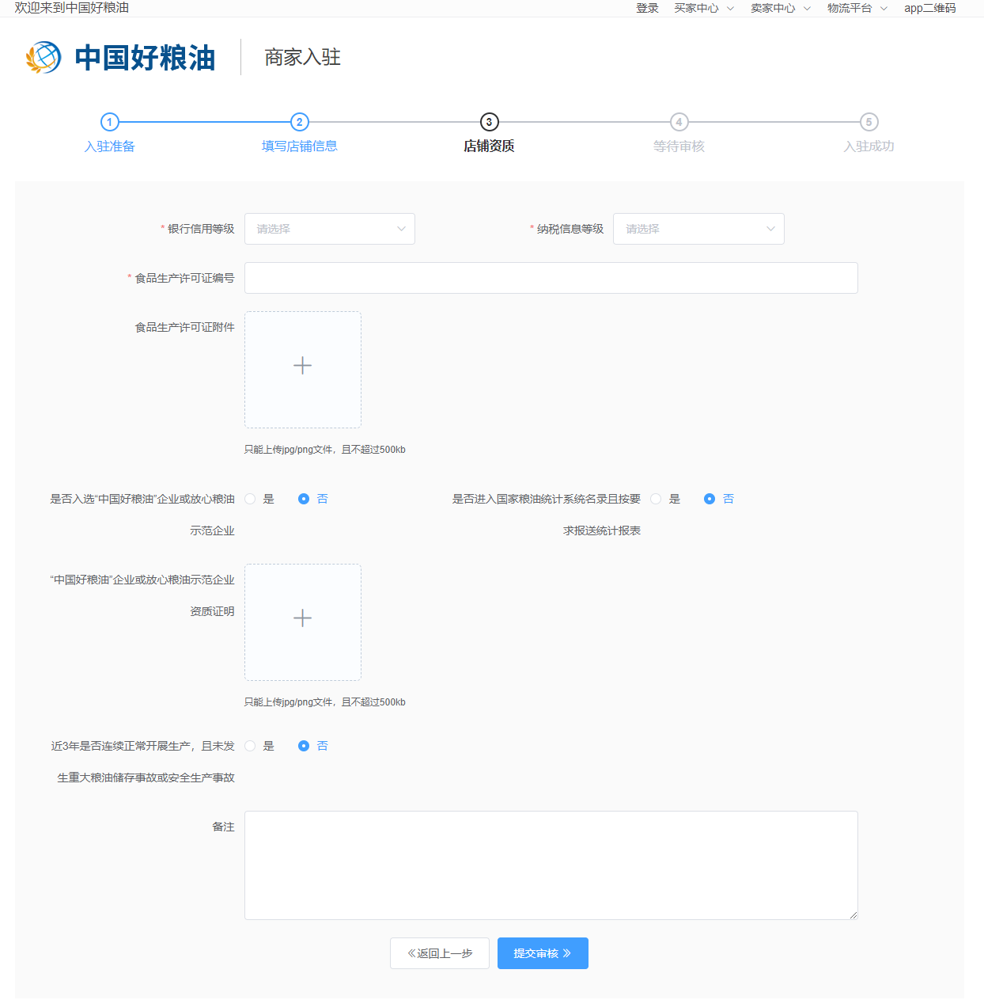 欢迎来到中国好粮油
登录 买家中心 卖家中心 物流平台 app二维码
中国好粮油 商家入驻
1 2 3 4 5
入驻准备 填写店铺信息 店铺资质 等待审核 入驻成功
* 银行信用等级 请选择 * 纳税信息等级 请选择
* 食品生产许可证编号
食品生产许可证附件
只能上传jpg/png文件，且不超过500kb
是否入选“中国好粮油”企业或放心粮油 是 否 是否进入国家粮油统计系统名录且按要 是 否
示范企业 求报送统计报表
“中国好粮油”企业或放心粮油示范企业
资质证明
只能上传jpg/png文件，且不超过500kb
近3年是否连续正常开展生产，且未发 是 否
生重大粮油储存事故或安全生产事故
备注
返回上一步 提交审核